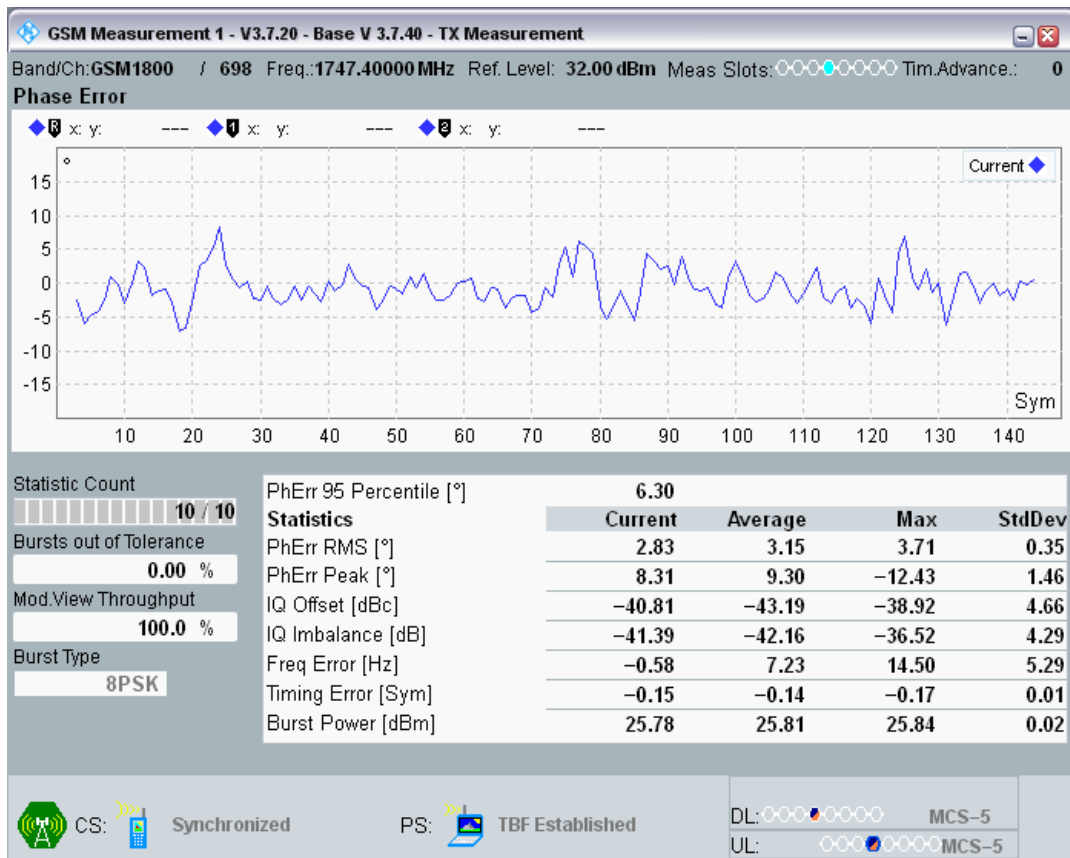 GSM Measurement 1 - V3.7.20 - Base V 3.7.40 - TX Measurement
Band/Ch:GSM1800 / 698 Freq.:1747.40000 MHz Ref. Level: 32.00 dBm Meas Slots: Tim.Advance.: 0
Phase Error
R x: y: --- 1 x: y: --- 2 x: y: ---
°
Current
15
10
5
0
-5
-10
-15
Sym
10 20 30 40 50 60 70 80 90 100 110 120 130 140
Statistic Count
10 / 10
Bursts out of Tolerance
0.00 %
Mod.View Throughput
100.0 %
Burst Type
8PSK
PhErr 95 Percentile [°] 6.30
Statistics Current Average Max StdDev
PhErr RMS [°] 2.83 3.15 3.71 0.35
PhErr Peak [°] 8.31 9.30 −12.43 1.46
IQ Offset [dBc] −40.81 −43.19 −38.92 4.66
IQ Imbalance [dB] −41.39 −42.16 −36.52 4.29
Freq Error [Hz] −0.58 7.23 14.50 5.29
Timing Error [Sym] −0.15 −0.14 −0.17 0.01
Burst Power [dBm] 25.78 25.81 25.84 0.02
CS: Synchronized PS: TBF Established
DL: MCS−5
UL: MCS−5